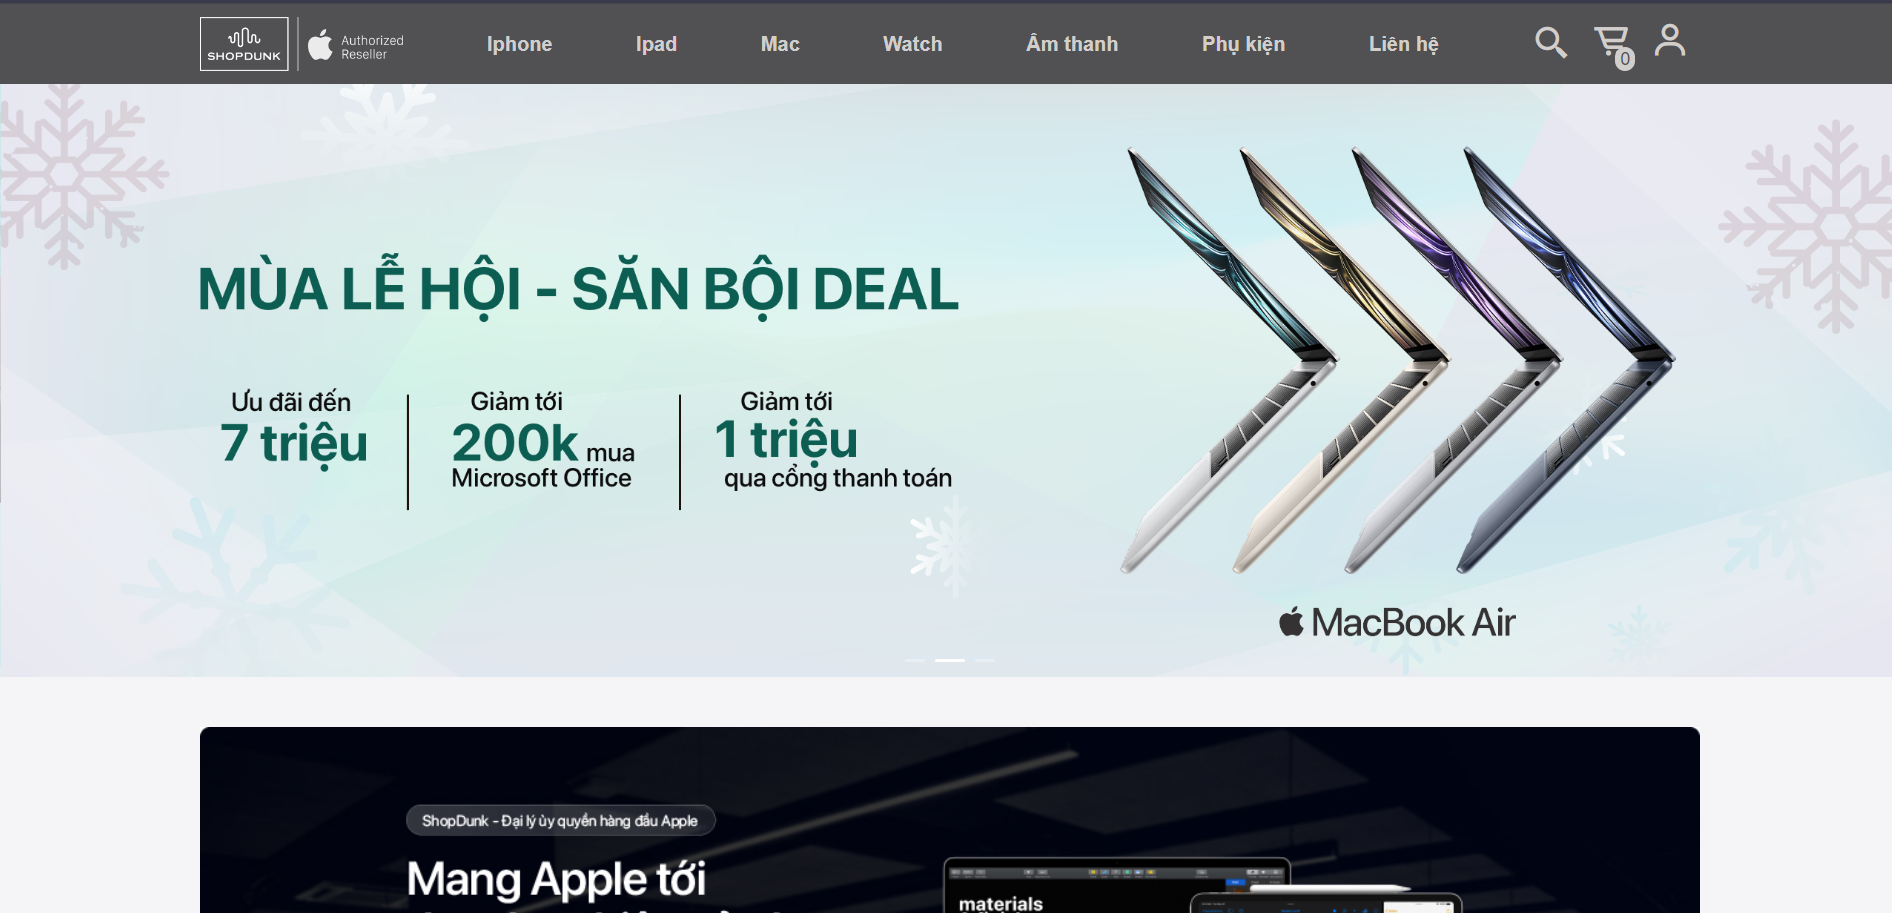 SHOPDUNK
Authorized
Reseller
Iphone
Ipad
Mac
Watch
Âm thanh
Phụ kiện
Liên hệ
0
MÙA LỄ HỘI - SĂN BỘI DEAL
Ưu đãi đến
7 triệu
Giảm tới
200k mua
Microsoft Office
Giảm tới
1 triệu
qua cổng thanh toán
MacBook Air
ShopDunk - Đại lý ủy quyền hàng đầu Apple
Mang Apple tới
materials